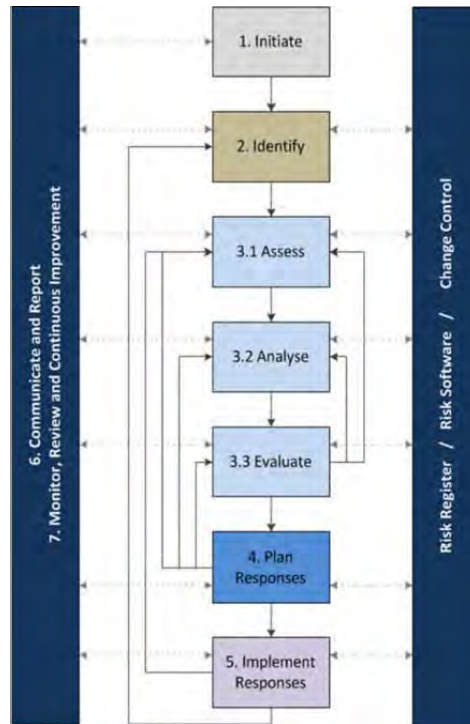 1. Initiate
2. Identify
3.1 Assess
3.2 Analyse
3.3 Evaluate
4. Plan
Responses
5. Implement
Responses
6. Communicate and Report
7. Monitor, Review and Continuous Improvement
Risk Register / Risk Software / Change Control